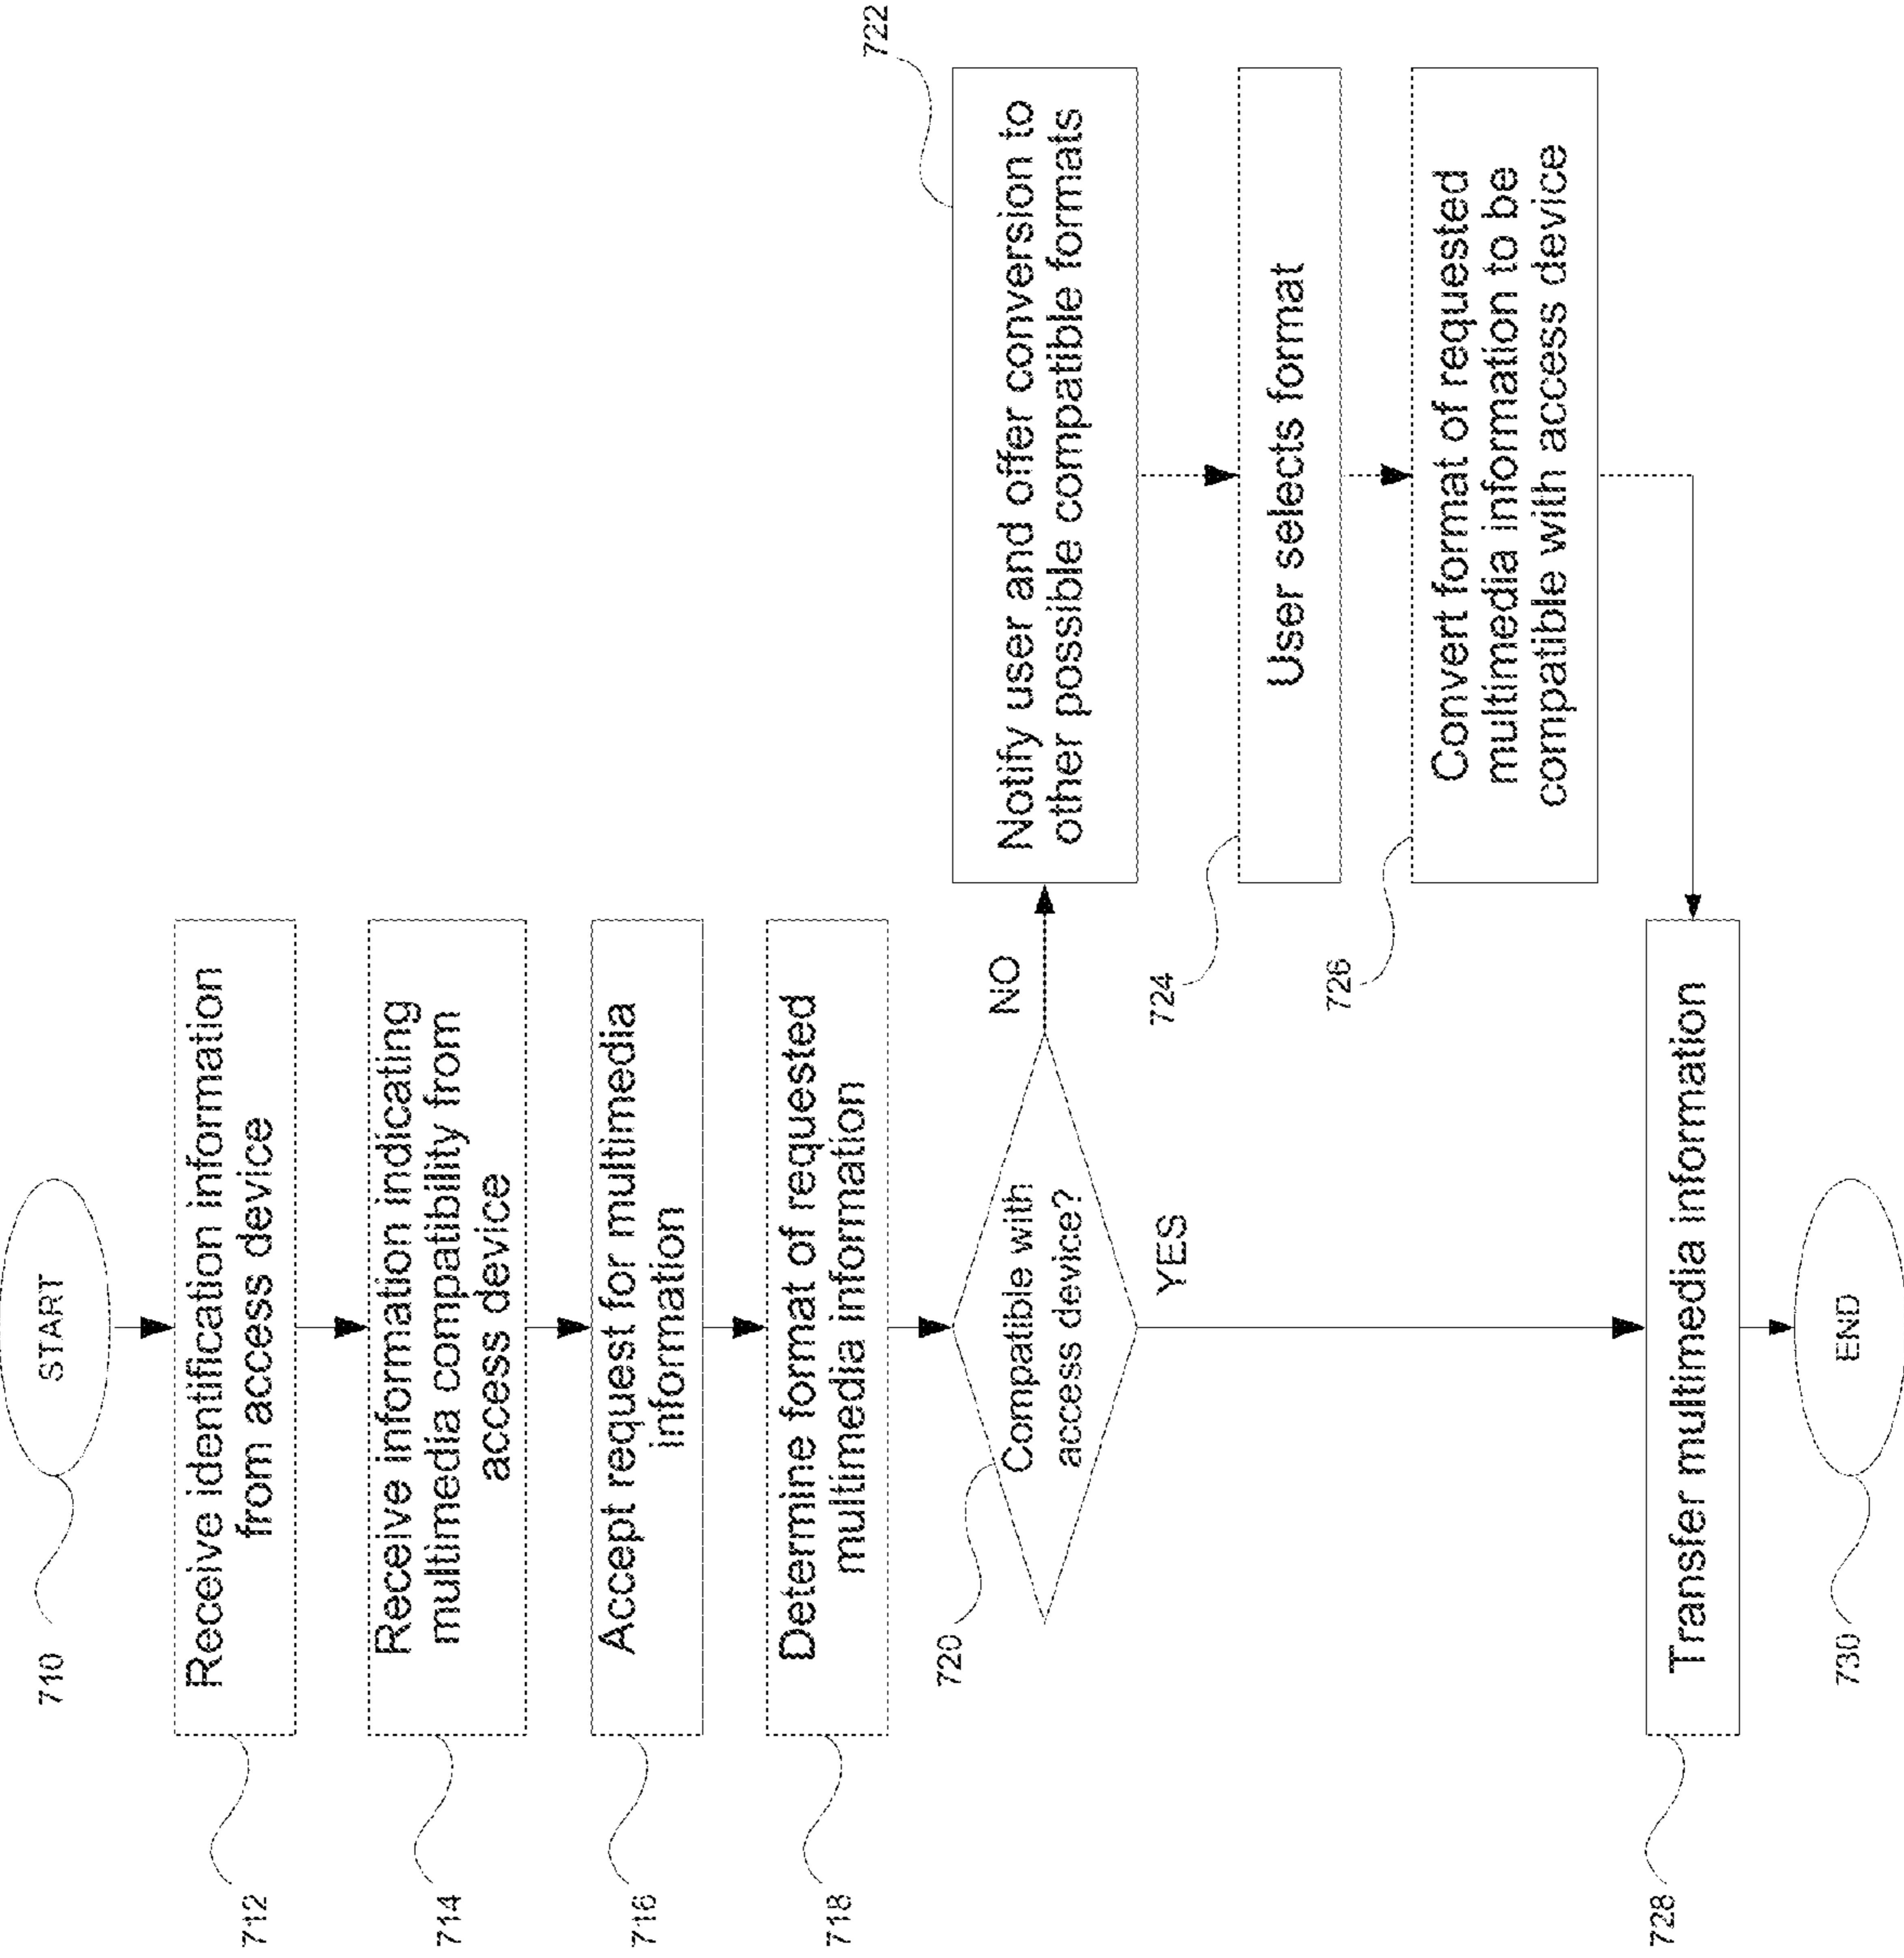 START
710
Receive identification information
from access device
712
Receive information indicating
multimedia compatibility from
access device
714
Accept request for multimedia
information
716
Determine format of requested
multimedia information
718
Compatible with
access device?
720
NO
YES
722
Notify user and offer conversion to
other possible compatible formats
User selects format
724
Convert format of requested
multimedia information to be
compatible with access device
726
Transfer multimedia information
728
END
730